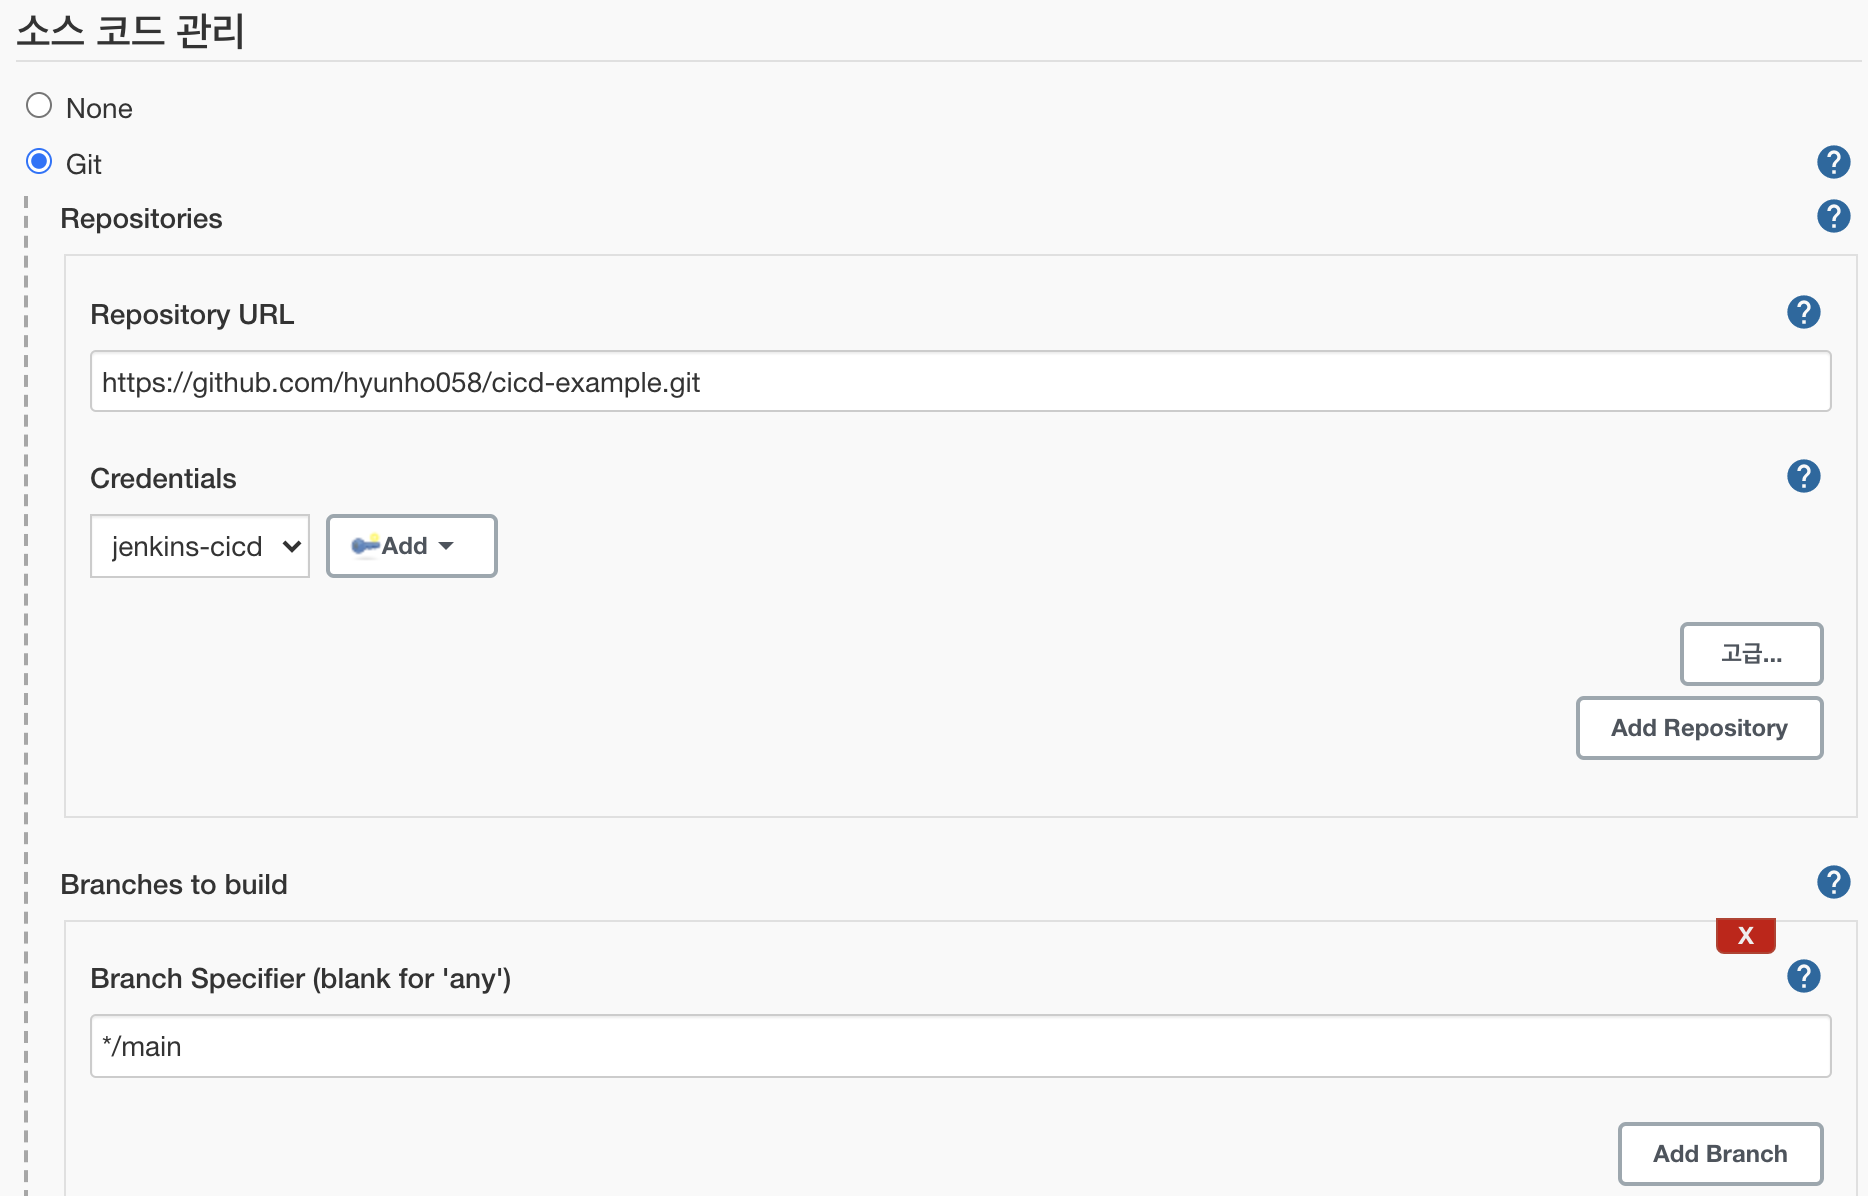 소스 코드 관리
None
Git
?
Repositories
?
Repository URL
?
https://github.com/hyunho058/cicd-example.git
Credentials
?
jenkins-cicd
Add
고급...
Add Repository
Branches to build
?
X
Branch Specifier (blank for 'any')
?
*/main
Add Branch